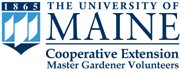 1865 THE UNIVERSITY OF
MAINE
Cooperative Extension
Master Gardener Volunteers